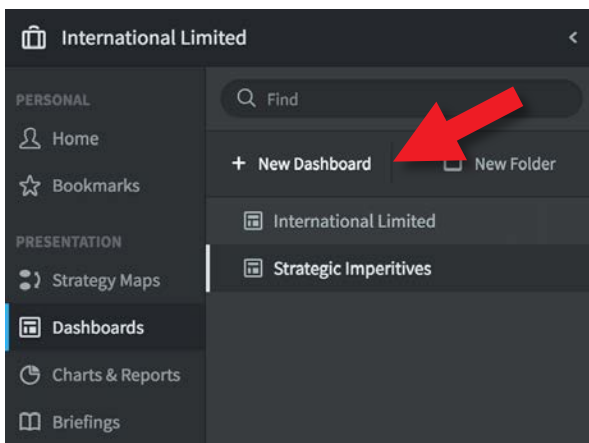 International Limited
PERSONAL
Home
Bookmarks
PRESENTATION
Strategy Maps
Dashboards
Charts & Reports
Briefings
Find
+ New Dashboard
New Folder
International Limited
Strategic Imperitives